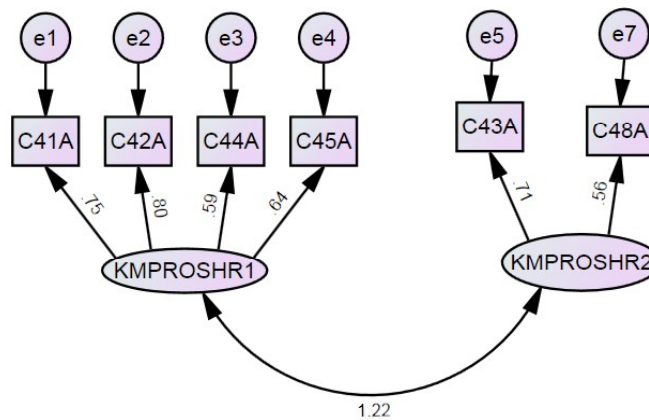 e1 e2 e3 e4 e5 e7
C41A C42A C44A C45A C43A C48A
.75 .80 .59 .64 .71 .56
KMPROSHR1 KMPROSHR2
1.22